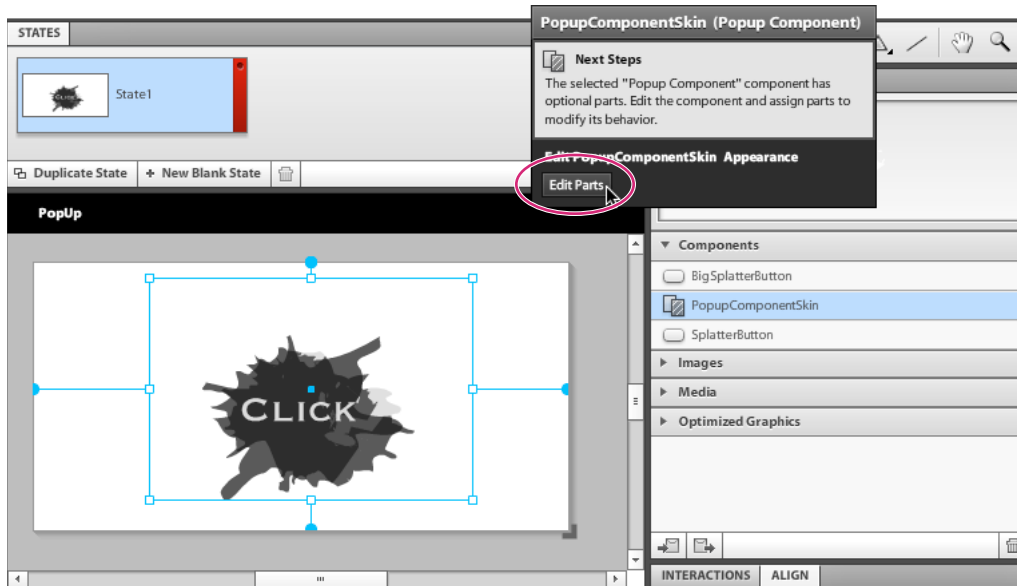 STATES
PopupComponentSkin (Popup Component)
Next Steps
The selected "Popup Component" component has
optional parts. Edit the component and assign parts to
modify its behavior.
Edit PopupComponentSkin Appearance
Edit Parts
State1
Duplicate State
+ New Blank State
PopUp
CLICK
Components
BigSplatterButton
PopupComponentSkin
SplatterButton
Images
Media
Optimized Graphics
INTERACTIONS
ALIGN